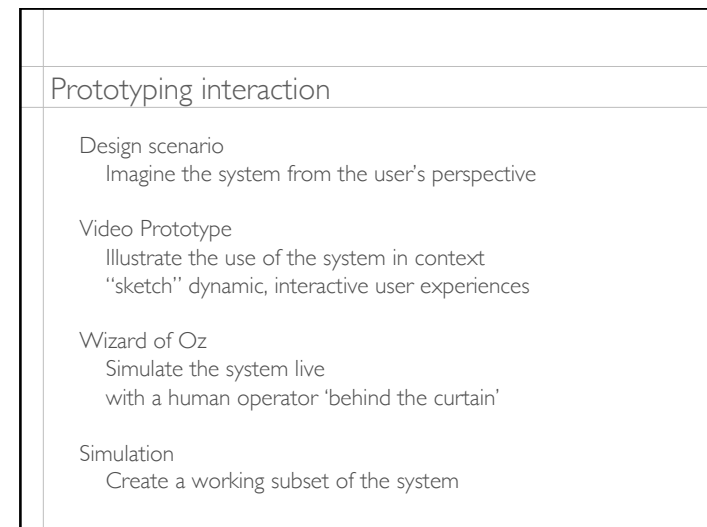 Prototyping interaction
Design scenario
Imagine the system from the user’s perspective
Video Prototype
Illustrate the use of the system in context
“sketch” dynamic, interactive user experiences
Wizard of Oz
Simulate the system live
with a human operator ‘behind the curtain’
Simulation
Create a working subset of the system